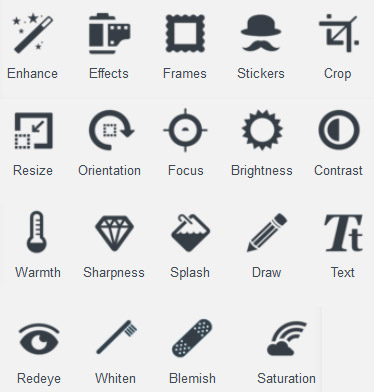 Enhance Effects Frames Stickers Crop
Resize Orientation Focus Brightness Contrast
Tt
Warmth Sharpness Splash Draw Text
Redeye Whiten Blemish Saturation